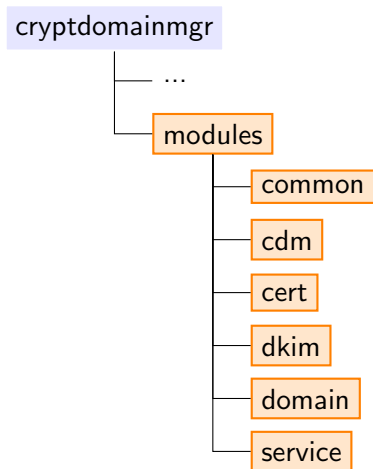 cryptdomainmgr
...
modules
common
cdm
cert
dkim
domain
service